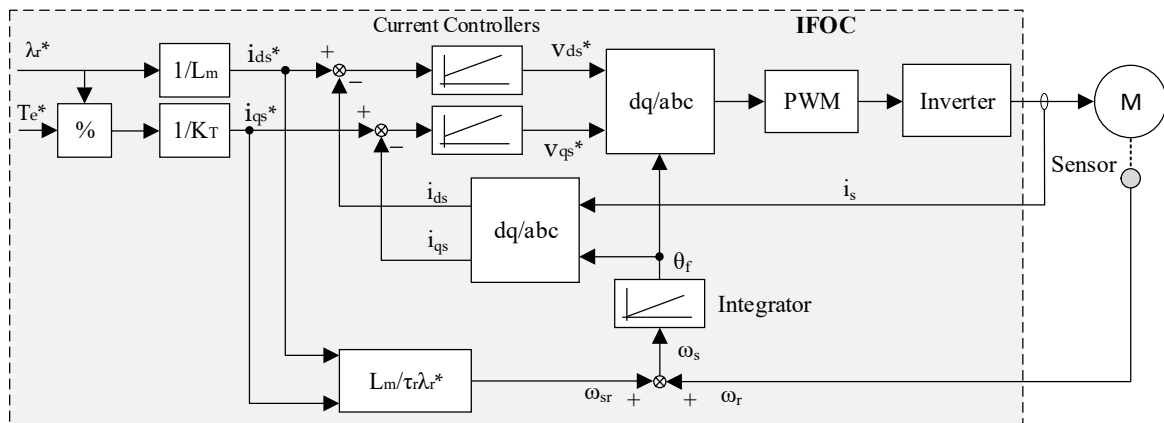 Current Controllers
IFOC
λr*
ids*
+
−
vds*
1/Lm
Te*
%
1/KT
iqs*
+
−
vqs*
dq/abc
PWM
Inverter
M
Sensor
ids
iqs
dq/abc
is
θf
Integrator
ωs
Lm/τrλr*
ωsr
+
+
ωr